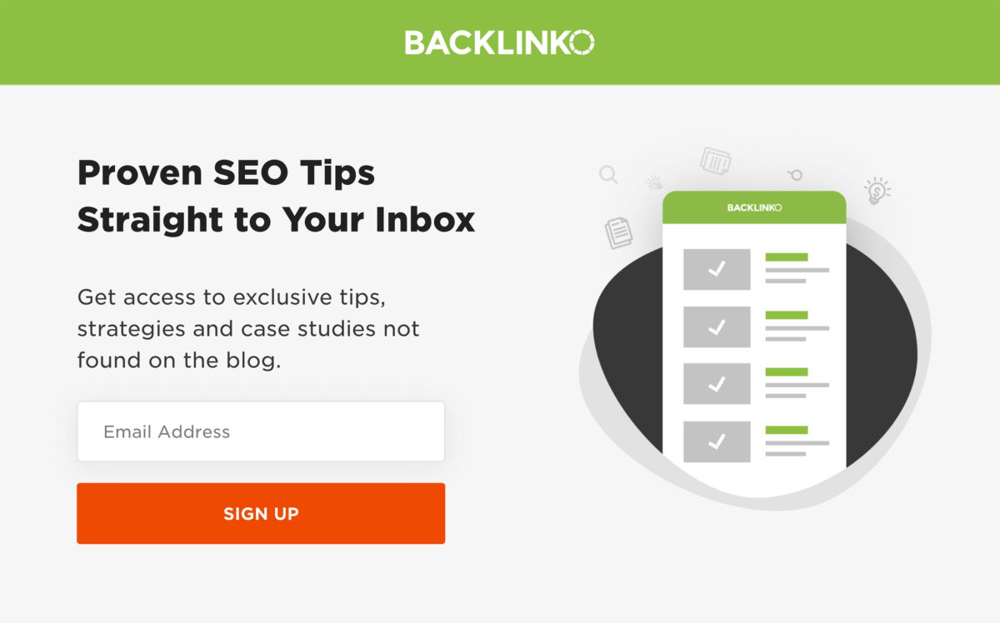 BACKLINKO
Proven SEO Tips
Straight to Your Inbox
Get access to exclusive tips,
strategies and case studies not
found on the blog.
Email Address
SIGN UP
BACKLINKO